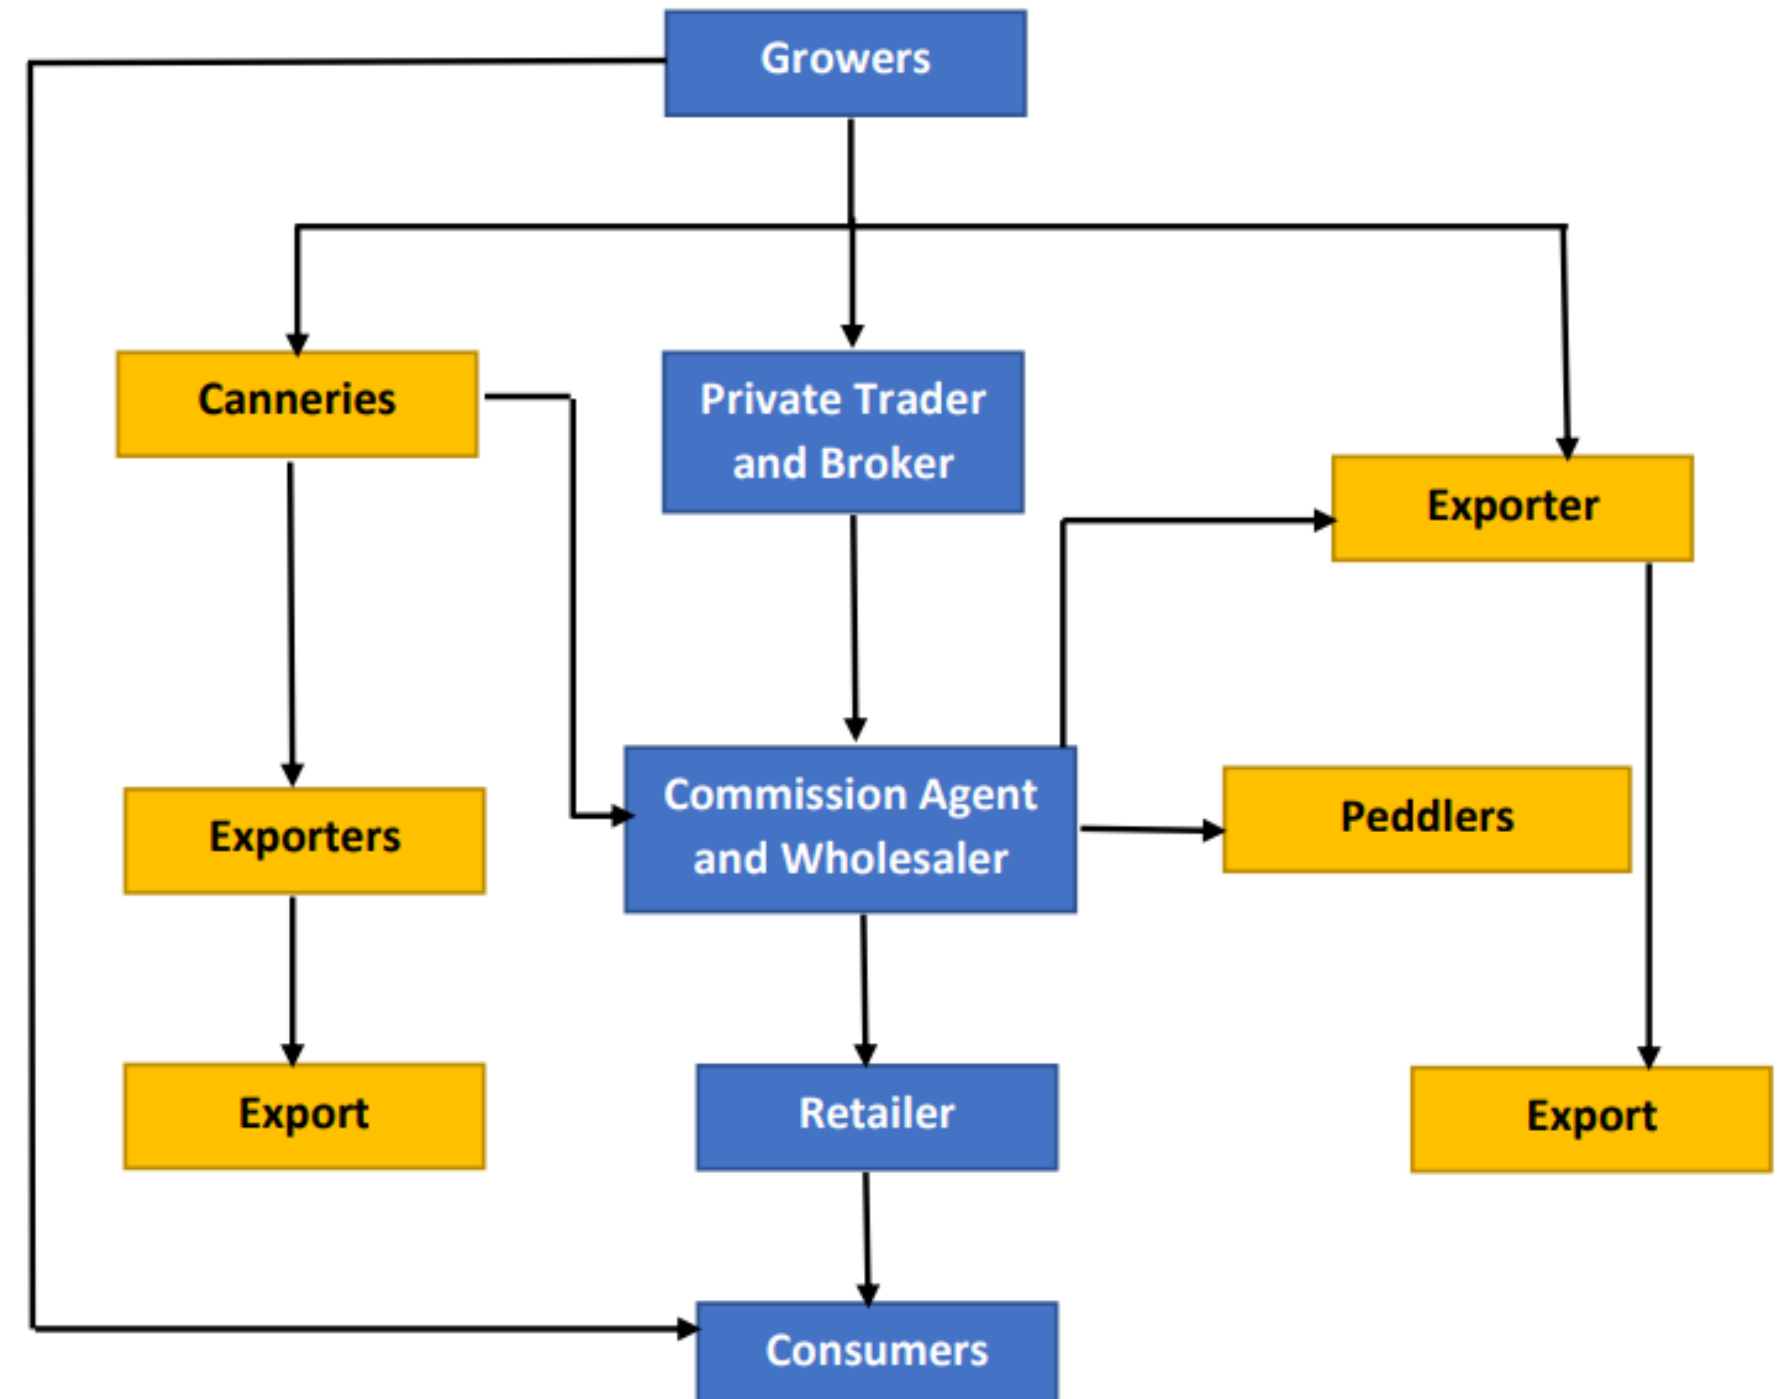 Growers
Canneries
Private Trader
and Broker
Exporter
Commission Agent
and Wholesaler
Peddlers
Exporters
Export
Retailer
Export
Consumers